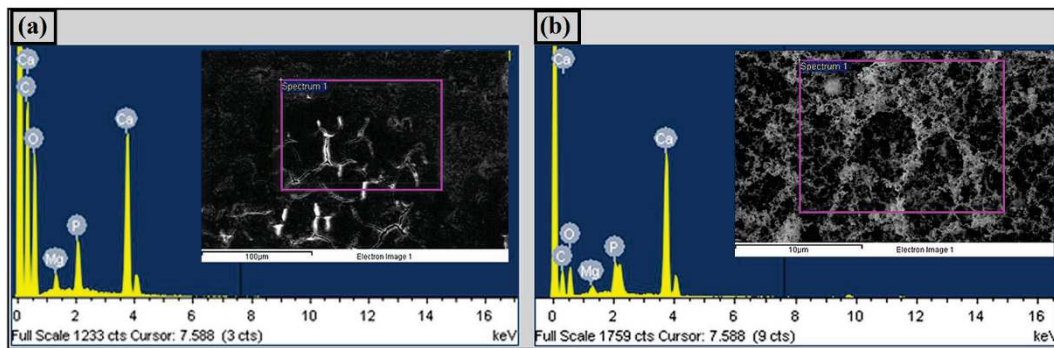 (a)
Ca
C
O
Mg
P
Ca
Spectrum 1
100µm
Electron Image 1
0 2 4 6 8 10 12 14 16
Full Scale 1233 cts Cursor: 7.588 (3 cts)
keV
(b)
Ca
O
C
Mg
P
Ca
Spectrum 1
10µm
Electron Image 1
0 2 4 6 8 10 12 14 16
Full Scale 1759 cts Cursor: 7.588 (9 cts)
keV